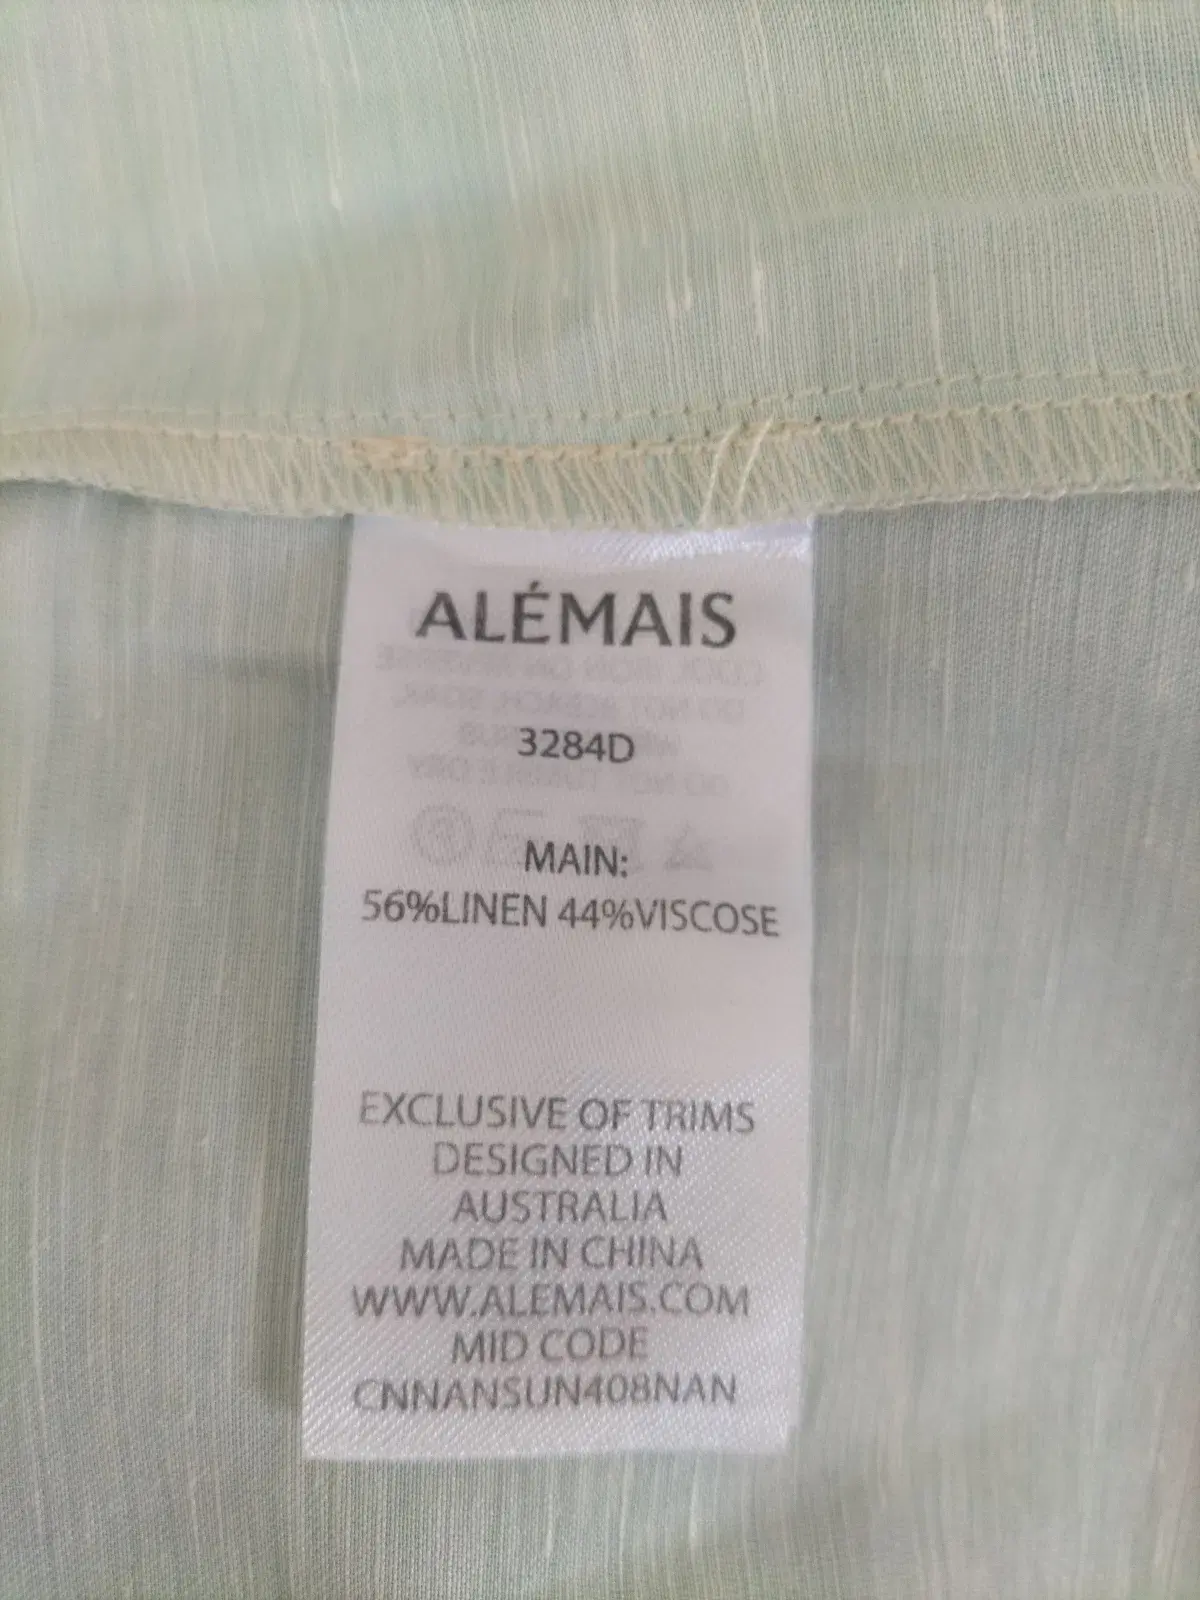 ALÉMAIS
3284D
MAIN:
56%LINEN 44%VISCOSE
EXCLUSIVE OF TRIMS
DESIGNED IN
AUSTRALIA
MADE IN CHINA
WWW.ALEMAIS.COM
MID CODE
CNNANSUN408NAN